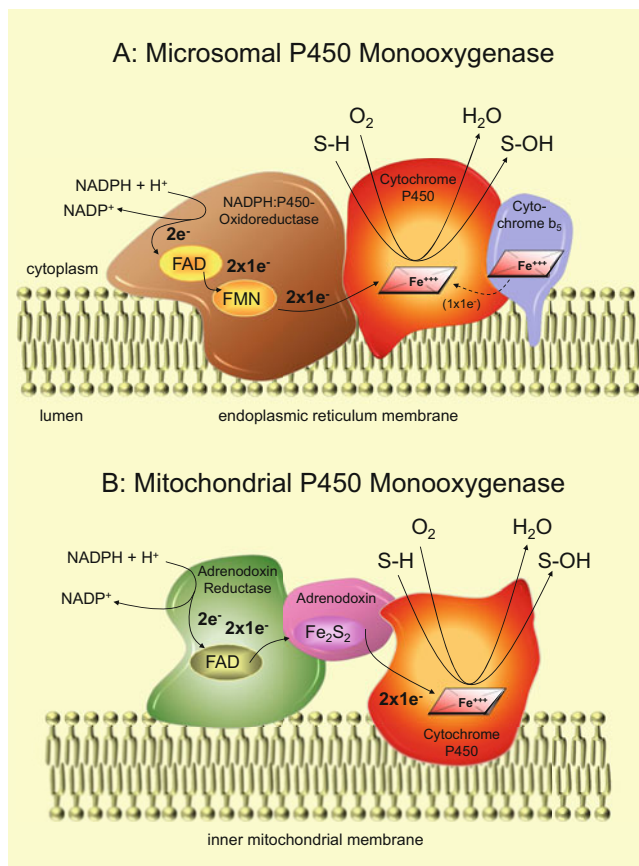 A: Microsomal P450 Monooxygenase
O₂
H₂O
S-H
S-OH
NADPH + H⁺
NADP⁺
NADPH:P450-
Oxidoreductase
Cytochrome
P450
Cyto-
chrome b₅
2e⁻
FAD
2x1e⁻
FMN
2x1e⁻
Fe⁺⁺⁺
Fe⁺⁺⁺
(1x1e⁻)
cytoplasm
lumen
endoplasmic reticulum membrane
B: Mitochondrial P450 Monooxygenase
O₂
H₂O
S-H
S-OH
NADPH + H⁺
NADP⁺
Adrenodoxin
Reductase
Adrenodoxin
2e⁻
2x1e⁻
FAD
Fe₂S₂
2x1e⁻
Fe⁺⁺⁺
Cytochrome
P450
inner mitochondrial membrane